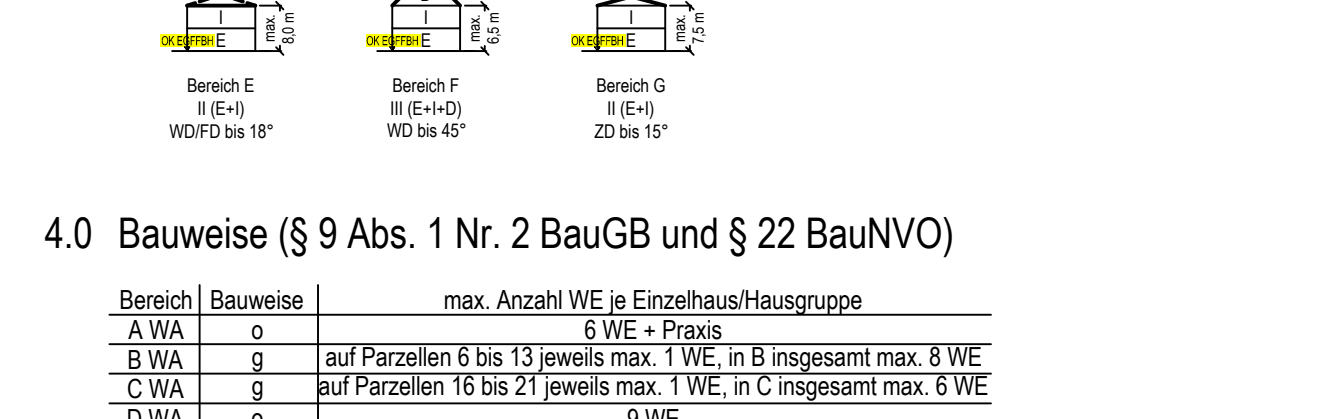 I I I
max. 8,0 m max. 6,5 m max. 7,5 m
OK EGFFBH E OK EGFFBH E OK EGFFBH E
Bereich E Bereich F Bereich G
II (E+I) III (E+I+D) II (E+I)
WD/FD bis 18° WD bis 45° ZD bis 15°
4.0 Bauweise (§ 9 Abs. 1 Nr. 2 BauGB und § 22 BauNVO)
Bereich Bauweise max. Anzahl WE je Einzelhaus/Hausgruppe
A WA o 6 WE + Praxis
B WA g auf Parzellen 6 bis 13 jeweils max. 1 WE, in B insgesamt max. 8 WE
C WA g auf Parzellen 16 bis 21 jeweils max. 1 WE, in C insgesamt max. 6 WE
D WA o 9 WE